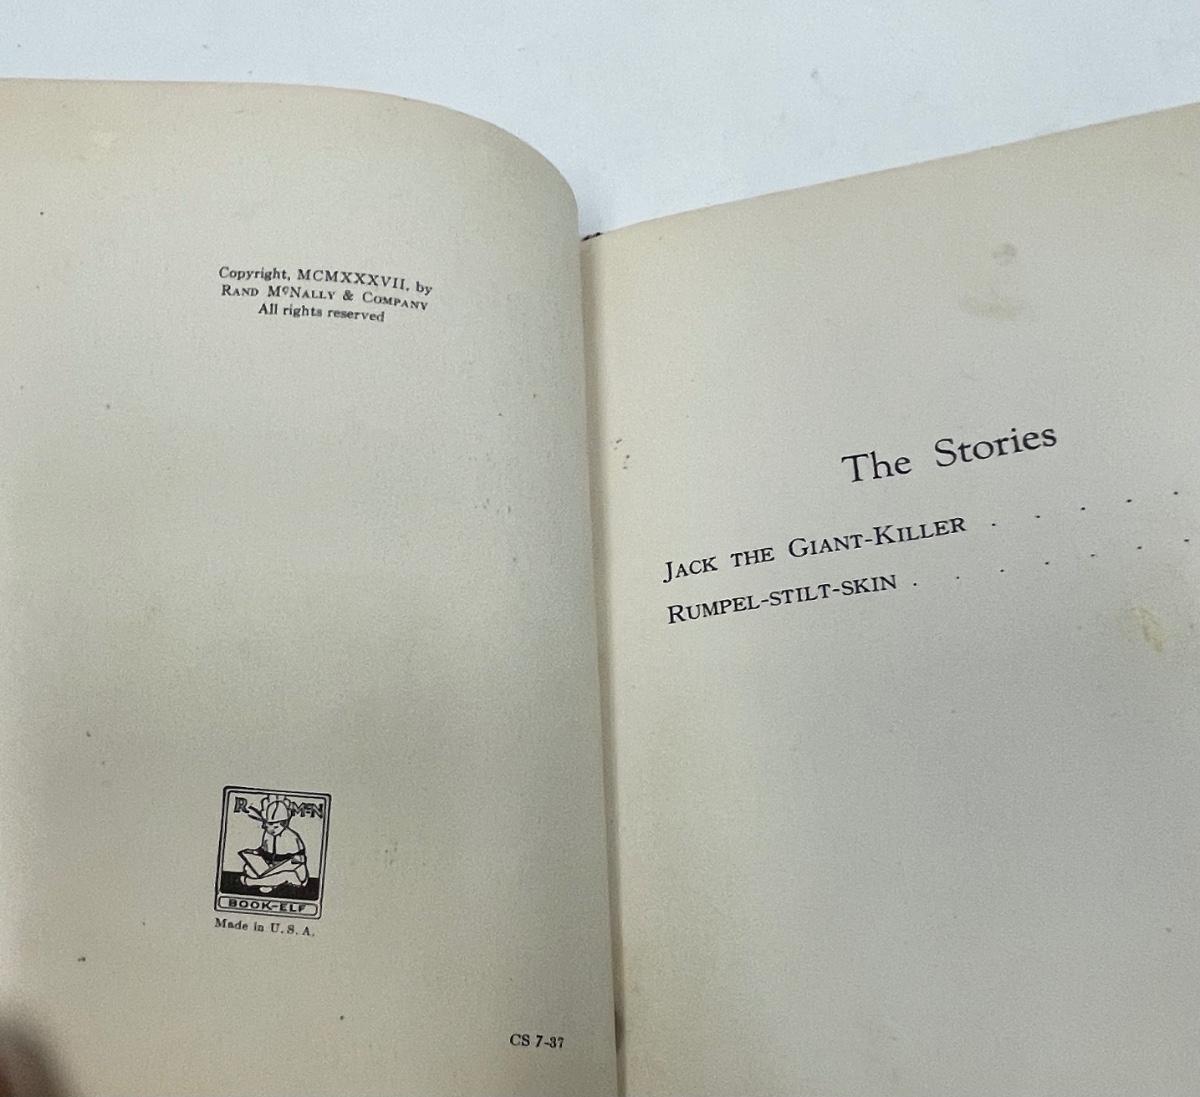 Copyright, MCMXXXVII, by
RAND MCNALLY & COMPANY
All rights reserved
R McN
BOOK-ELF
Made in U. S. A.
CS 7-37
The Stories
JACK THE GIANT-KILLER . . . . .
RUMPEL-STILT-SKIN . . . . . . .